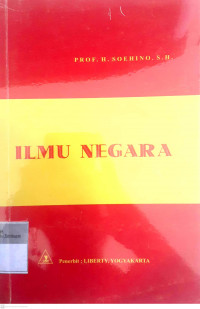 PROF. H. SOEHINO, S.H.
ILMU NEGARA
Penerbit : LIBERTY, YOGYAKARTA